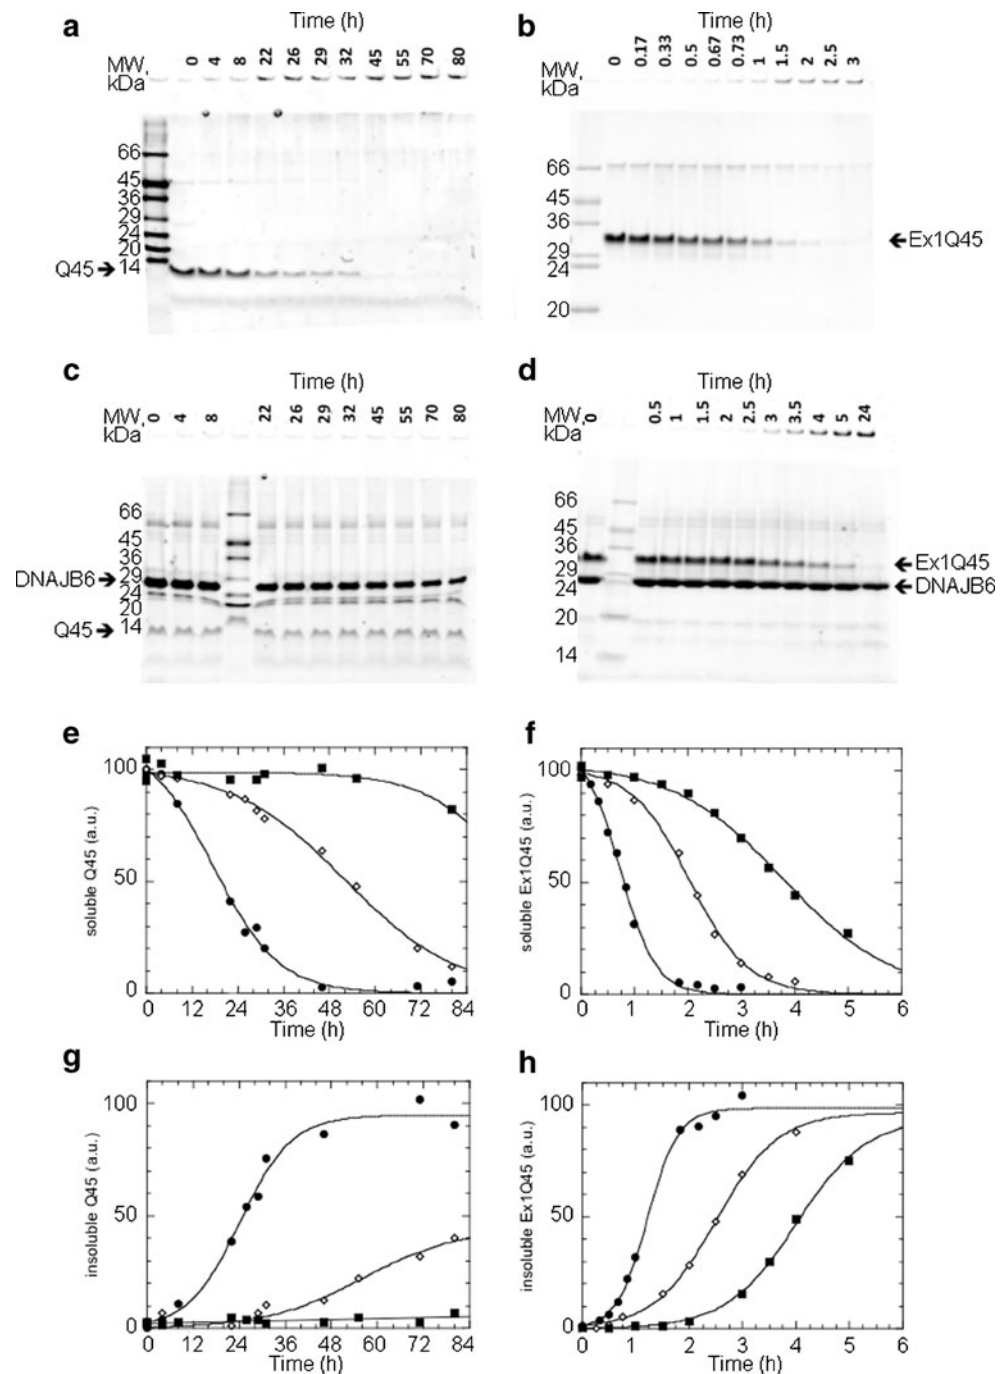 a
Time (h)
MW, kDa
0 4 8 22 26 29 32 45 55 70 80
66
45
36
29
24
20
14
Q45
b
Time (h)
MW, kDa
0 0.17 0.33 0.5 0.67 0.73 1 1.5 2 2.5 3
66
45
36
29
24
20
Ex1Q45
c
Time (h)
MW, kDa
0 4 8 22 26 29 32 45 55 70 80
66
45
36
29
24
20
14
DNAJB6
Q45
d
Time (h)
MW, kDa
0 0.5 1 1.5 2 2.5 3 3.5 4 5 24
66
45
36
29
24
20
14
Ex1Q45
DNAJB6
e
soluble Q45 (a.u.)
100
50
0
0 12 24 36 48 60 72 84
Time (h)
f
soluble Ex1Q45 (a.u.)
100
50
0
0 1 2 3 4 5 6
Time (h)
g
insoluble Q45 (a.u.)
100
50
0
0 12 24 36 48 60 72 84
Time (h)
h
insoluble Ex1Q45 (a.u.)
100
50
0
0 1 2 3 4 5 6
Time (h)